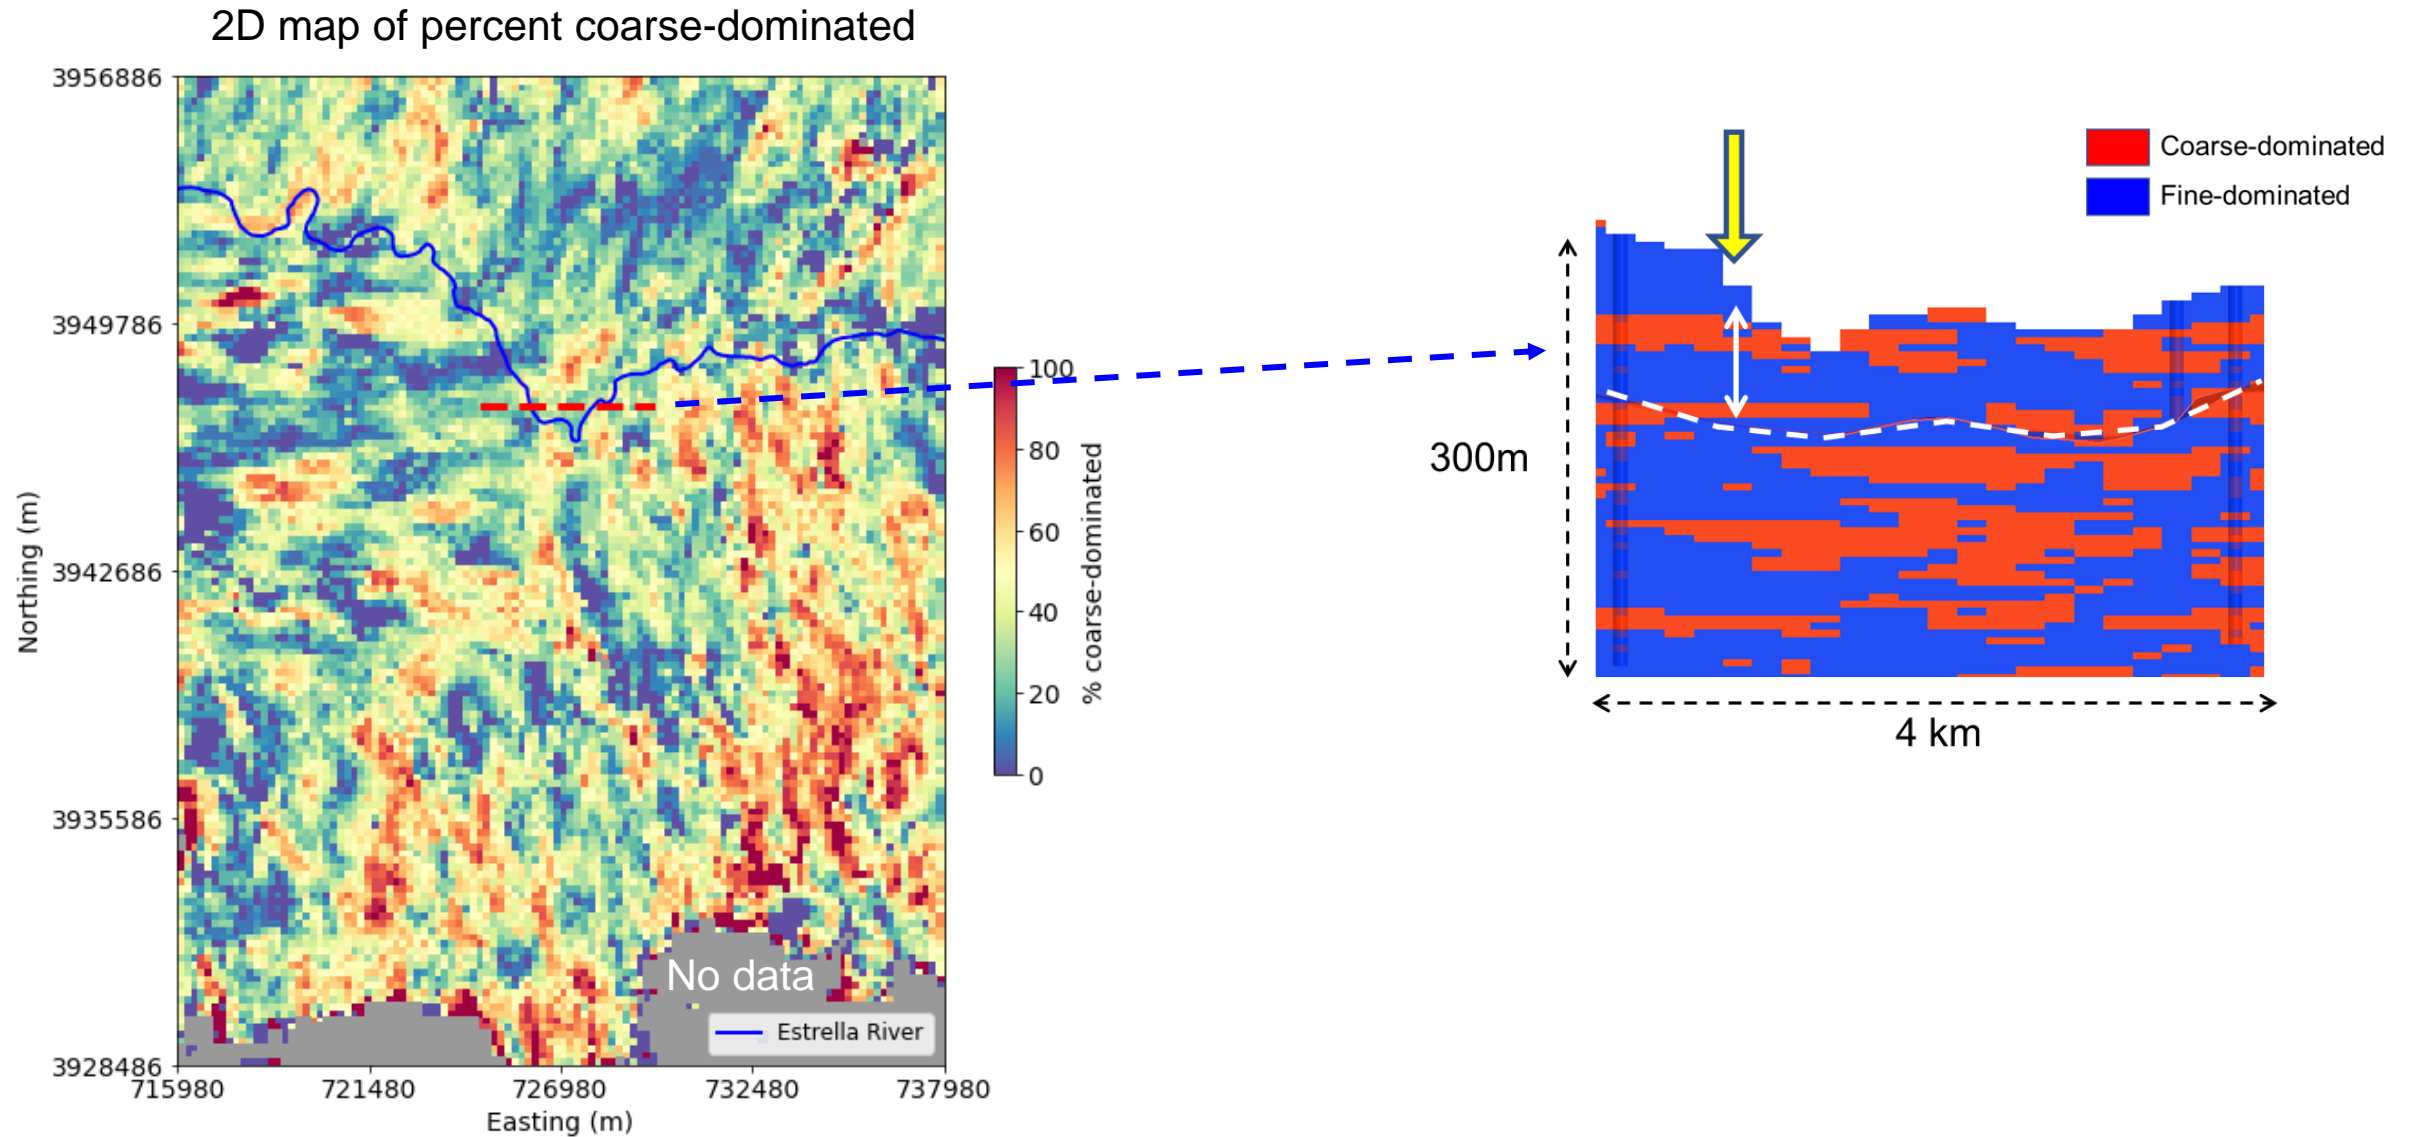 2D map of percent coarse-dominated
3956886
3949786
3942686
3935586
3928486
Northing (m)
715980
721480
726980
732480
737980
Easting (m)
No data
Estrella River
100
80
60
40
20
0
% coarse-dominated
Coarse-dominated
Fine-dominated
300m
4 km